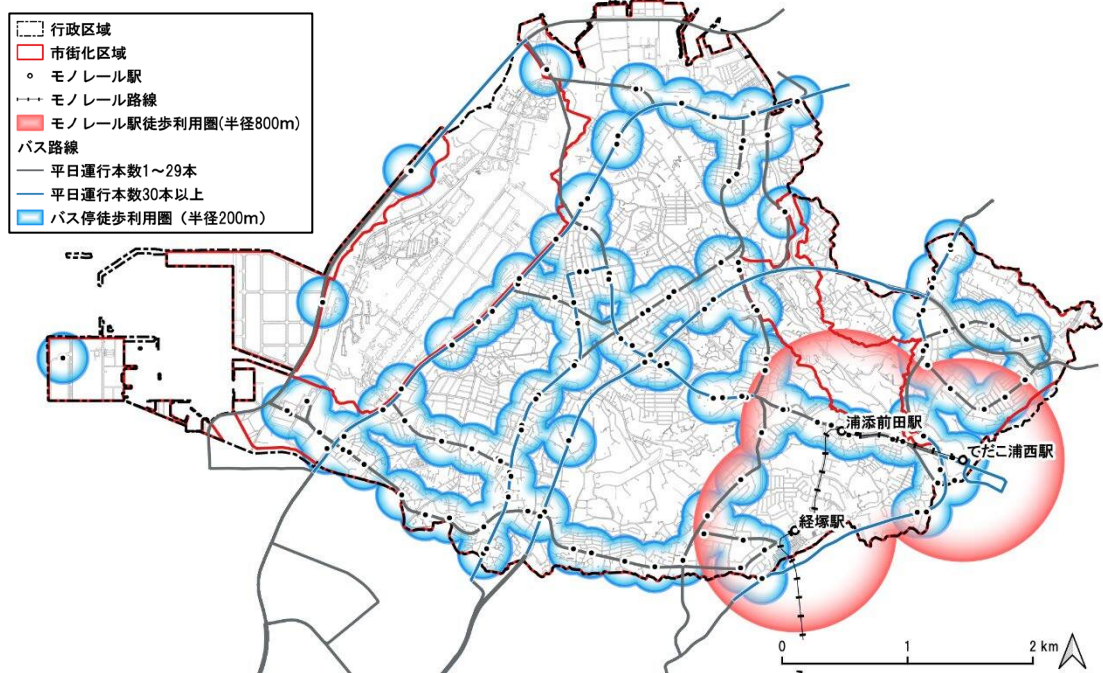 行政区域
市街化区域
モノレール駅
モノレール路線
モノレール駅徒歩利用圏(半径800m)
バス路線
平日運行本数1～29本
平日運行本数30本以上
バス停徒歩利用圏（半径200m）
浦添前田駅
てだこ浦西駅
経塚駅
0 1 2 km